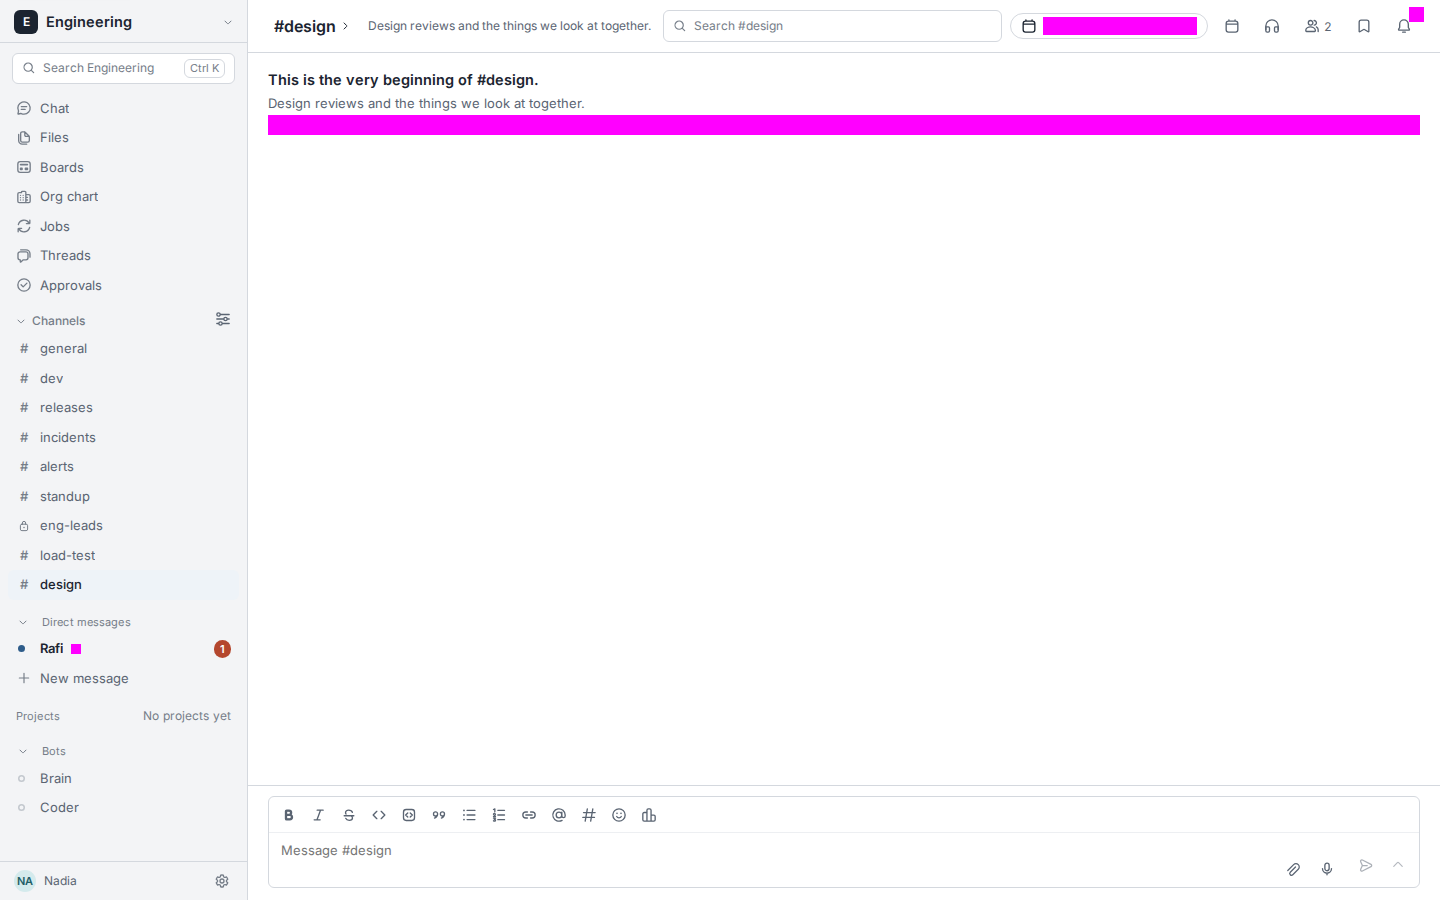 E Engineering
Search Engineering Ctrl K
Chat
Files
Boards
Org chart
Jobs
Threads
Approvals
Channels
# general
# dev
# releases
# incidents
# alerts
# standup
eng-leads
# load-test
# design
Direct messages
Rafi 1
New message
Projects No projects yet
Bots
Brain
Coder
NA Nadia
#design Design reviews and the things we look at together. Search #design 2
This is the very beginning of #design.
Design reviews and the things we look at together.
Message #design